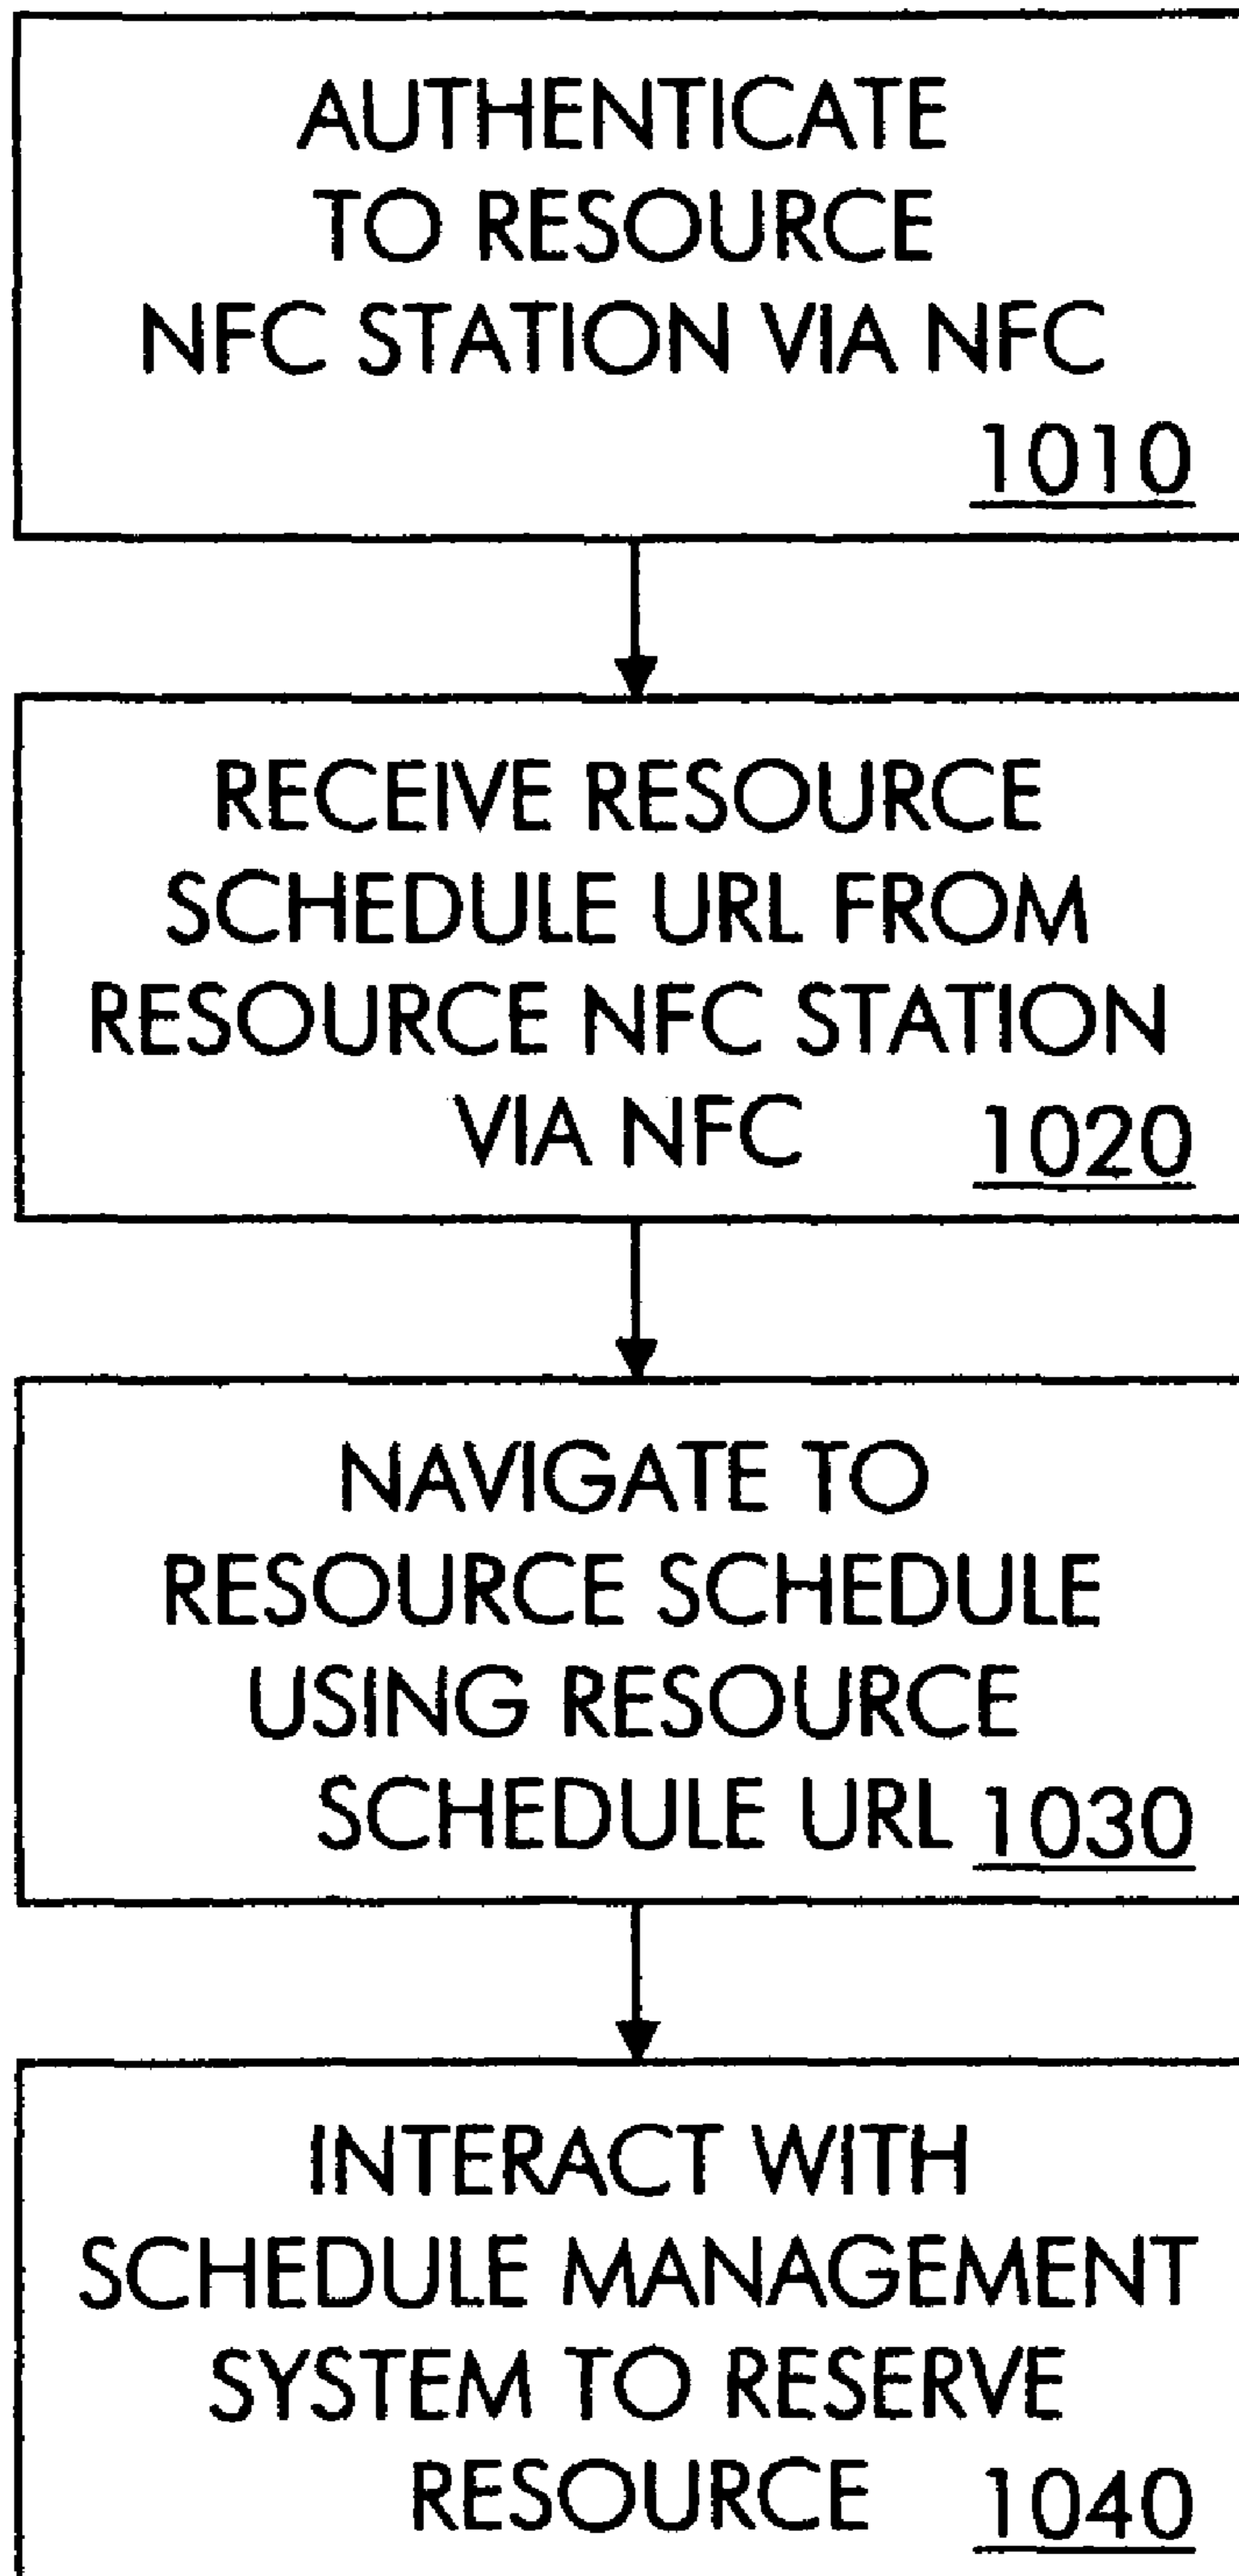 AUTHENTICATE
TO RESOURCE
NFC STATION VIA NFC
1010
RECEIVE RESOURCE
SCHEDULE URL FROM
RESOURCE NFC STATION
VIA NFC 1020
NAVIGATE TO
RESOURCE SCHEDULE
USING RESOURCE
SCHEDULE URL 1030
INTERACT WITH
SCHEDULE MANAGEMENT
SYSTEM TO RESERVE
RESOURCE 1040